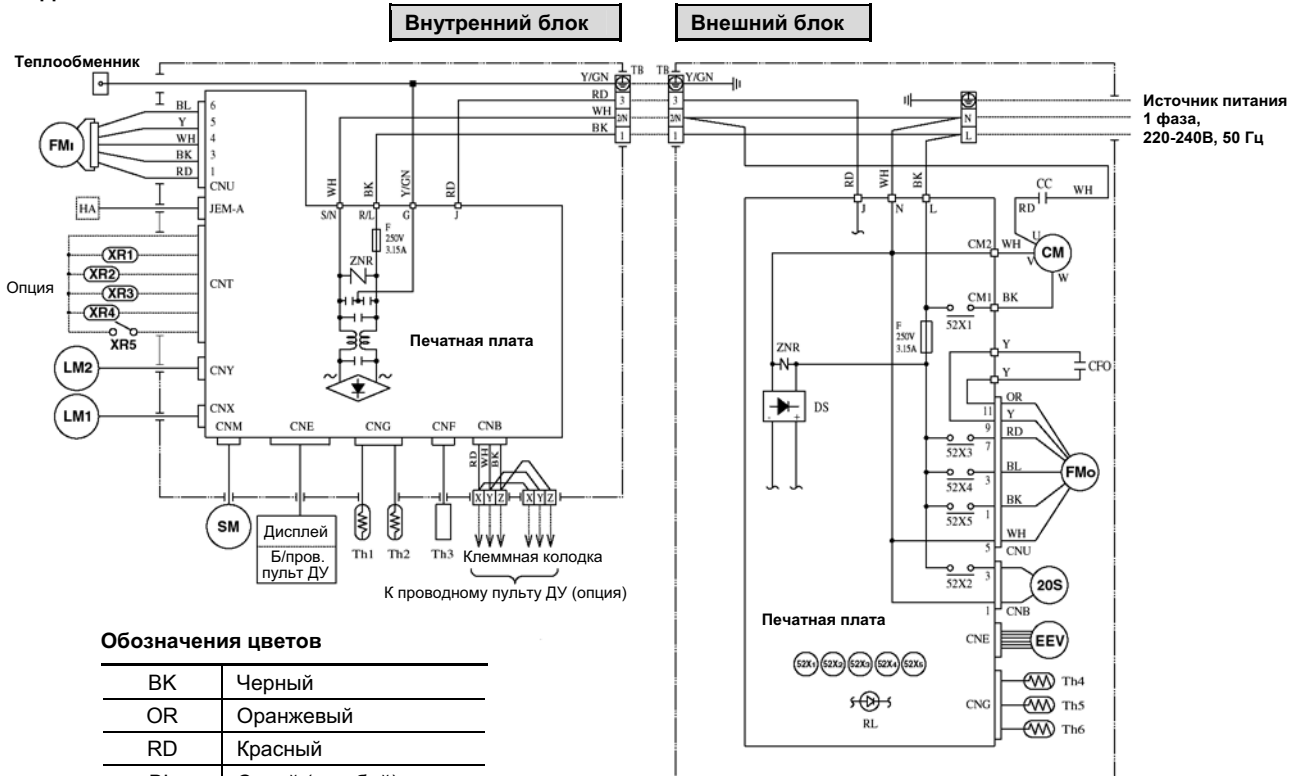 Внутренний блок
Внешний блок
Теплообменник
TB
TB
Y/GN
Y/GN
RD
3
3
WH
2/N
2/N
N
BK
1
1
L
Источник питания
1 фаза,
220-240В, 50 Гц
FMI
BL
6
Y
5
WH
4
BK
3
RD
1
CNU
HA
JEM-A
Опция
XR1
XR2
XR3
XR4
XR5
CNT
LM2
CNY
LM1
CNX
WH
BK
Y/GN
RD
S/N
R/L
G
J
F
250V
3.15A
ZNR
Печатная плата
CNM
CNE
CNG
CNF
CNB
RD
WH
BK
X Y Z
X Y Z
SM
Дисплей
Б/пров.
пульт ДУ
Th1
Th2
Th3
Клеммная колодка
К проводному пульту ДУ (опция)
RD
WH
BK
J
N
L
CC
WH
RD
U
CM2
WH
V
CM
W
CM1
BK
52X1
F
250V
3.15A
ZNR
DS
Y
Y
CFO
OR
11
Y
9
RD
52X3
7
BL
FMo
52X4
3
BK
52X5
1
WH
5
CNU
52X2
3
20S
1
CNB
Печатная плата
CNE
EEV
52X1
52X2
52X3
52X4
52X5
RL
CNG
Th4
Th5
Th6
Обозначения цветов
BK Черный
OR Оранжевый
RD Красный